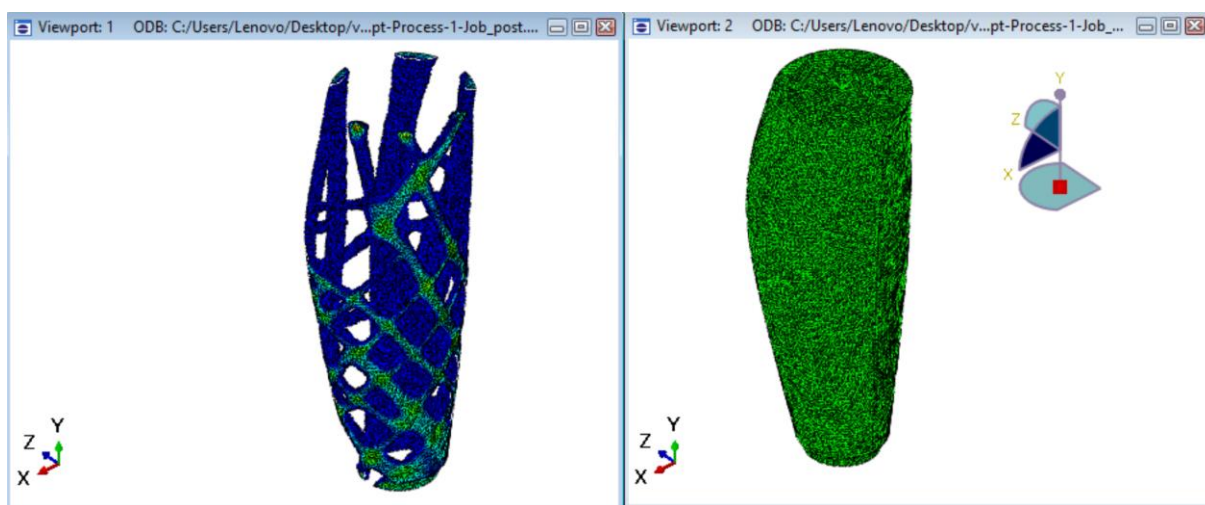 Viewport: 1 ODB: C:/Users/Lenovo/Desktop/v...pt-Process-1-Job_post....
Y
Z
X
Viewport: 2 ODB: C:/Users/Lenovo/Desktop/v...pt-Process-1-Job_...
Y
Z
X
Y
Z
X